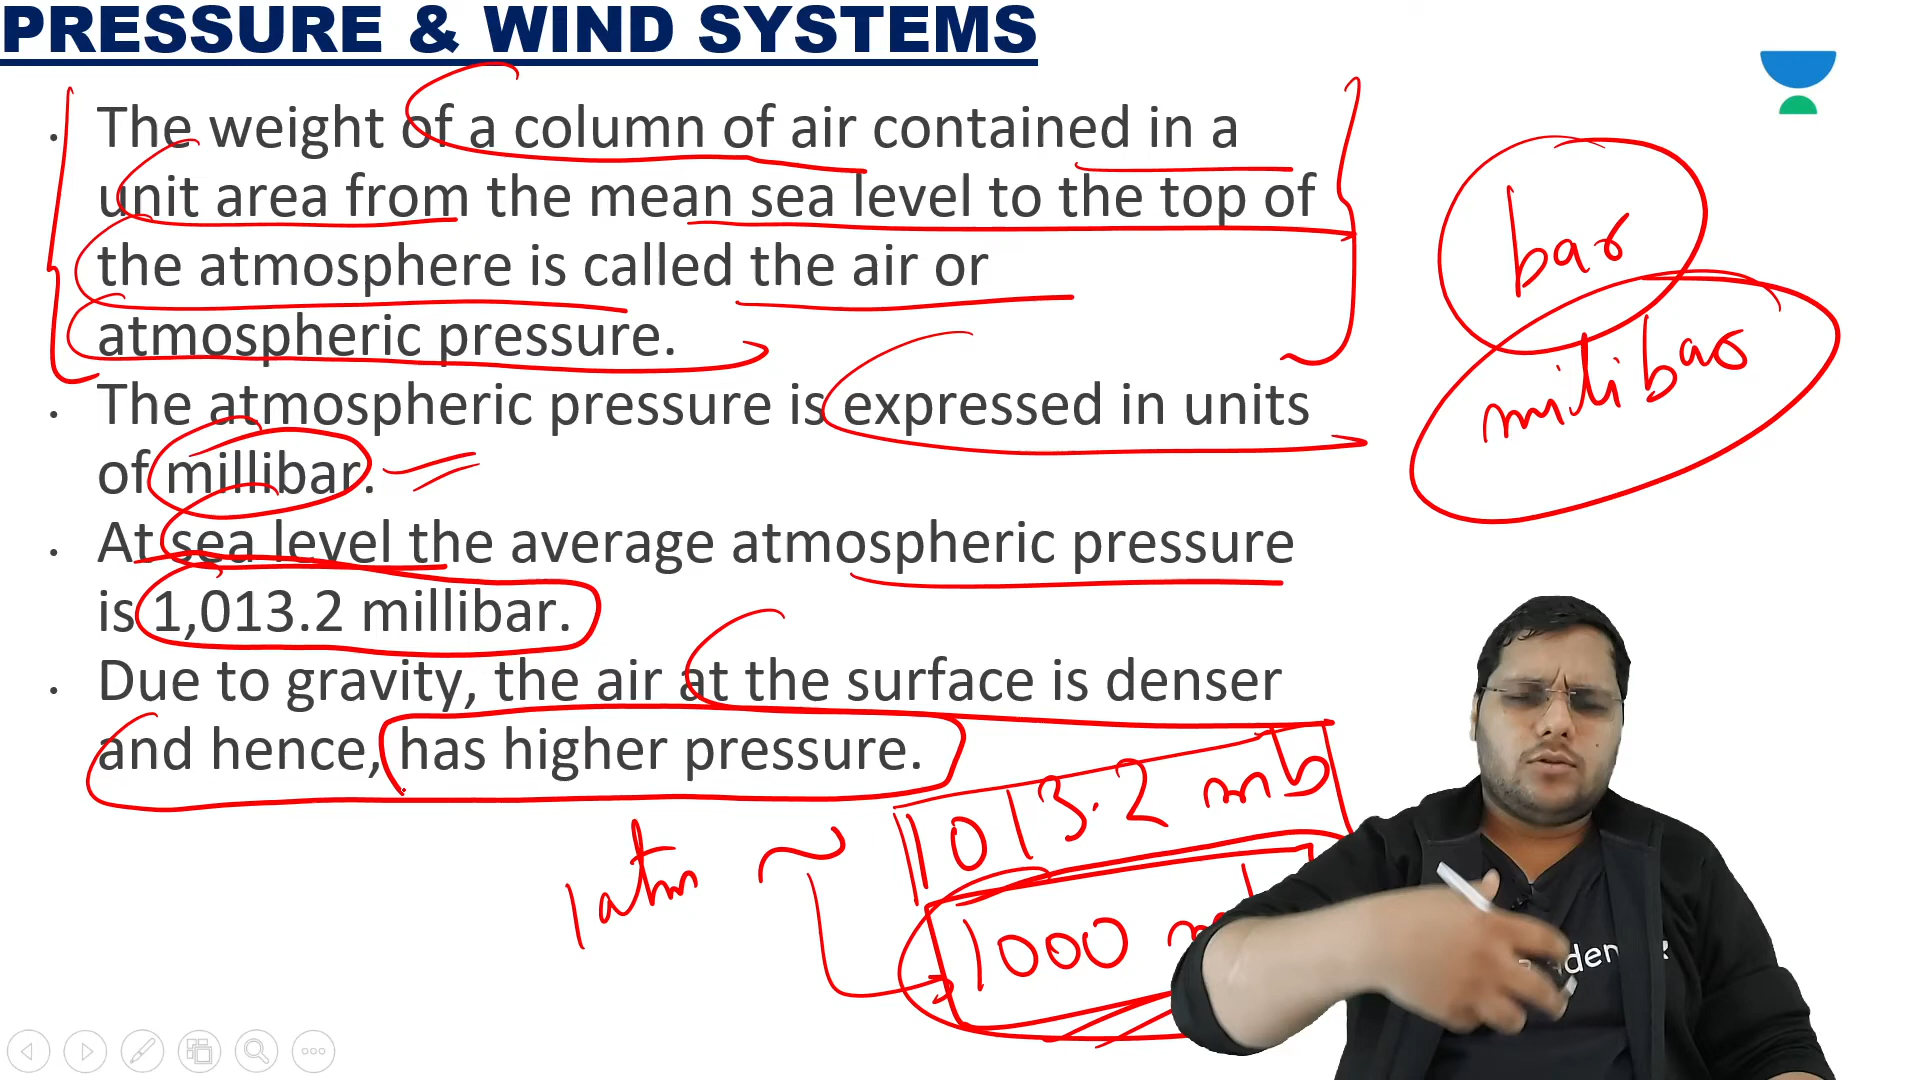 PRESSURE & WIND SYSTEMS
• The weight of a column of air contained in a
unit area from the mean sea level to the top of
the atmosphere is called the air or
atmospheric pressure.
• The atmospheric pressure is expressed in units
of millibar.
• At sea level the average atmospheric pressure
is 1,013.2 millibar.
• Due to gravity, the air at the surface is denser
and hence, has higher pressure.
bar
milibar
1013.2 mb
1 atm ~
1000